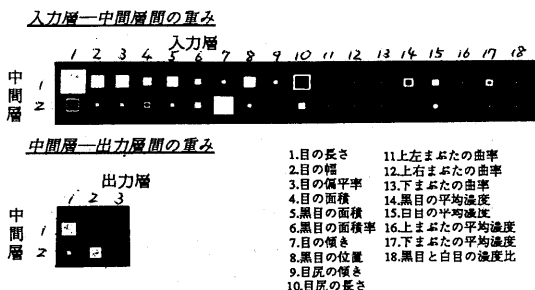 入力層—中間層間の重み
入力層
1 2 3 4 5 6 7 8 9 10 11 12 13 14 15 16 17 18
中間層
1
2
中間層—出力層間の重み
出力層
1 2 3
中間層
1
2
1.目の長さ
2.目の幅
3.目の偏平率
4.目の面積
5.黒目の面積
6.黒目の面積率
7.目の傾き
8.黒目の位置
9.目尻の傾き
10.目尻の長さ
11上左まぶたの曲率
12.上右まぶたの曲率
13.下まぶたの曲率
14.黒目の平均濃度
15.白目の平均濃度
16.上まぶたの平均濃度
17.下まぶたの平均濃度
18.黒目と白目の濃度比